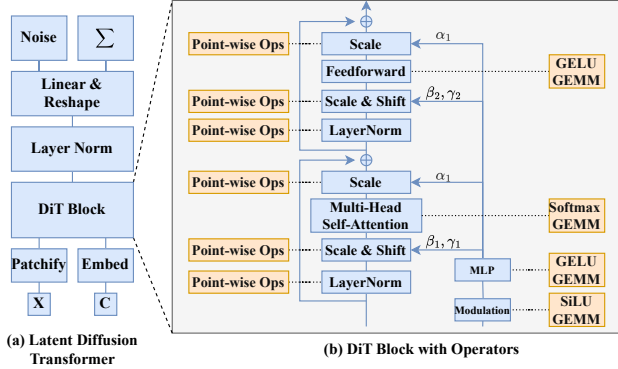 Noise
∑
Linear &
Reshape
Layer Norm
DiT Block
Patchify
Embed
X
C
(a) Latent Diffusion
Transformer
Point-wise Ops
Scale
α₁
Feedforward
GELU
GEMM
Point-wise Ops
Scale & Shift
β₂, γ₂
Point-wise Ops
LayerNorm
Point-wise Ops
Scale
α₁
Multi-Head
Self-Attention
Softmax
GEMM
Point-wise Ops
Scale & Shift
β₁, γ₁
Point-wise Ops
LayerNorm
MLP
GELU
GEMM
Modulation
SiLU
GEMM
(b) DiT Block with Operators